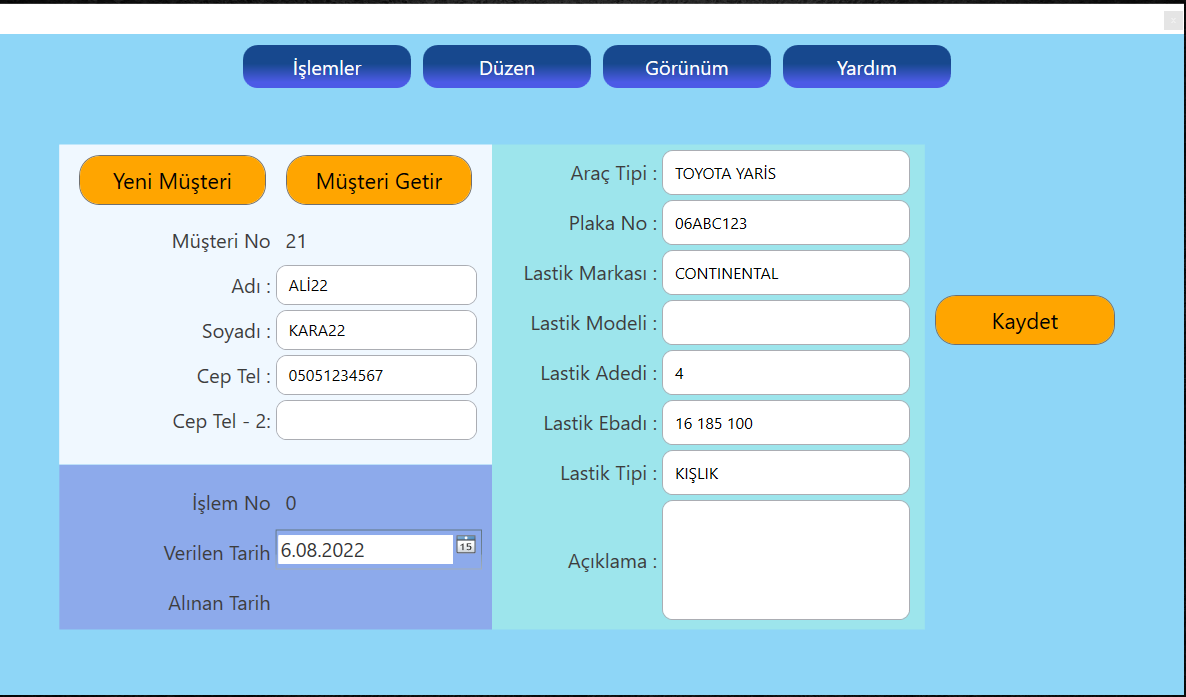 İşlemler
Düzen
Görünüm
Yardım
Yeni Müşteri
Müşteri Getir
Müşteri No 21
Adı : ALİ22
Soyadı : KARA22
Cep Tel : 05051234567
Cep Tel - 2:
İşlem No 0
Verilen Tarih 6.08.2022 15
Alınan Tarih
Araç Tipi : TOYOTA YARİS
Plaka No : 06ABC123
Lastik Markası : CONTINENTAL
Lastik Modeli :
Lastik Adedi : 4
Lastik Ebadı : 16 185 100
Lastik Tipi : KIŞLIK
Açıklama :
Kaydet